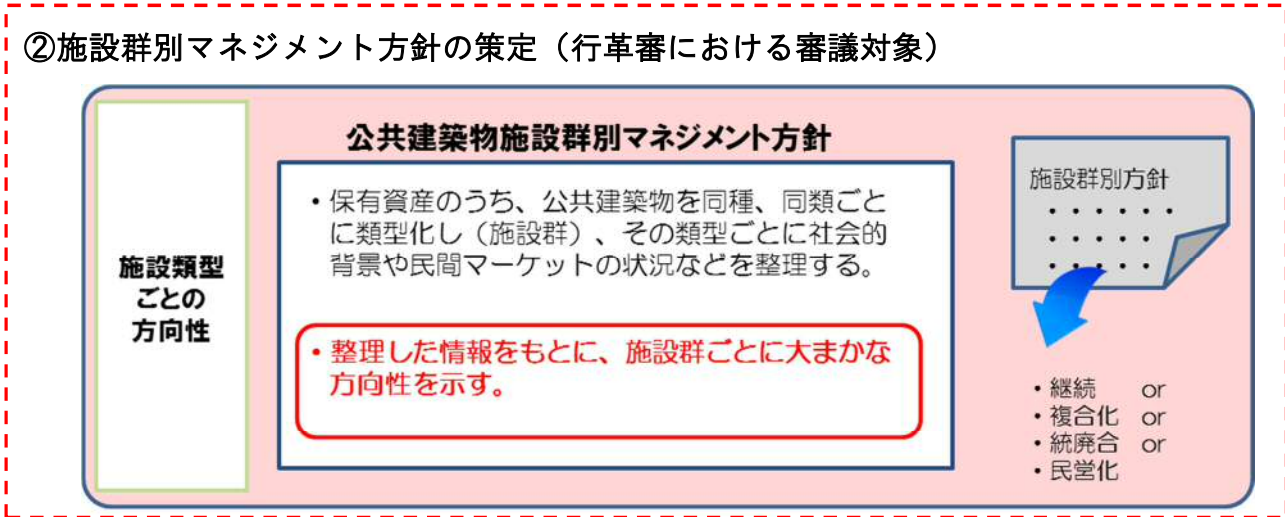 ②施設群別マネジメント方針の策定（行革審における審議対象）
施設類型
ごとの
方向性
公共建築物施設群別マネジメント方針
・保有資産のうち、公共建築物を同種、同類ごと
に類型化し（施設群）、その類型ごとに社会的
背景や民間マーケットの状況などを整理する。
・整理した情報をもとに、施設群ごとに大まかな
方向性を示す。
施設群別方針
・・・・・・
・・・・・
・・・・・
・継続 or
・複合化 or
・統廃合 or
・民営化